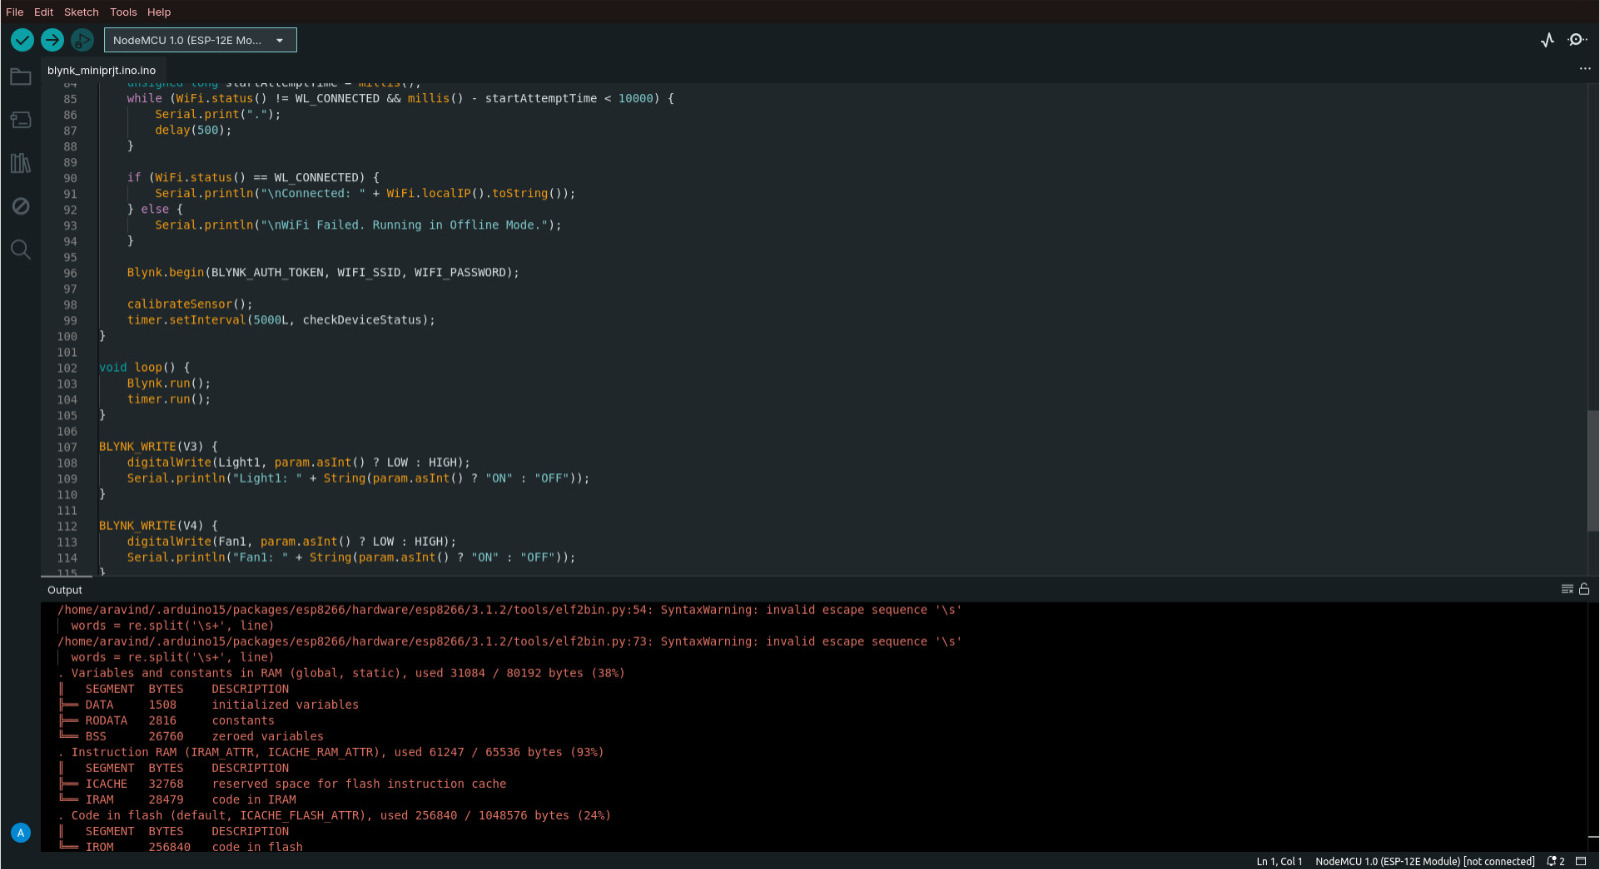 File Edit Sketch Tools Help
NodeMCU 1.0 (ESP-12E Mo...
blynk_miniprjt.ino.ino
84 unsigned long startAttemptTime = millis();
85 while (WiFi.status() != WL_CONNECTED && millis() - startAttemptTime < 10000) {
86 Serial.print(".");
87 delay(500);
88 }
89
90 if (WiFi.status() == WL_CONNECTED) {
91 Serial.println("\nConnected: " + WiFi.localIP().toString());
92 } else {
93 Serial.println("\nWiFi Failed. Running in Offline Mode.");
94 }
95
96 Blynk.begin(BLYNK_AUTH_TOKEN, WIFI_SSID, WIFI_PASSWORD);
97
98 calibrateSensor();
99 timer.setInterval(5000L, checkDeviceStatus);
100 }
101
102 void loop() {
103 Blynk.run();
104 timer.run();
105 }
106
107 BLYNK_WRITE(V3) {
108 digitalWrite(Light1, param.asInt() ? LOW : HIGH);
109 Serial.println("Light1: " + String(param.asInt() ? "ON" : "OFF"));
110 }
111
112 BLYNK_WRITE(V4) {
113 digitalWrite(Fan1, param.asInt() ? LOW : HIGH);
114 Serial.println("Fan1: " + String(param.asInt() ? "ON" : "OFF"));
115 }
Output
/home/aravind/.arduino15/packages/esp8266/hardware/esp8266/3.1.2/tools/elf2bin.py:54: SyntaxWarning: invalid escape sequence '\s'
words = re.split('\s+', line)
/home/aravind/.arduino15/packages/esp8266/hardware/esp8266/3.1.2/tools/elf2bin.py:73: SyntaxWarning: invalid escape sequence '\s'
words = re.split('\s+', line)
. Variables and constants in RAM (global, static), used 31084 / 80192 bytes (38%)
║ SEGMENT BYTES DESCRIPTION
╠══ DATA 1508 initialized variables
╠══ RODATA 2816 constants
╚══ BSS 26760 zeroed variables
. Instruction RAM (IRAM_ATTR, ICACHE_RAM_ATTR), used 61247 / 65536 bytes (93%)
║ SEGMENT BYTES DESCRIPTION
╠══ ICACHE 32768 reserved space for flash instruction cache
╚══ IRAM 28479 code in IRAM
. Code in flash (default, ICACHE_FLASH_ATTR), used 256840 / 1048576 bytes (24%)
║ SEGMENT BYTES DESCRIPTION
╚══ IROM 256840 code in flash
A
Ln 1, Col 1 NodeMCU 1.0 (ESP-12E Module) [not connected] 2